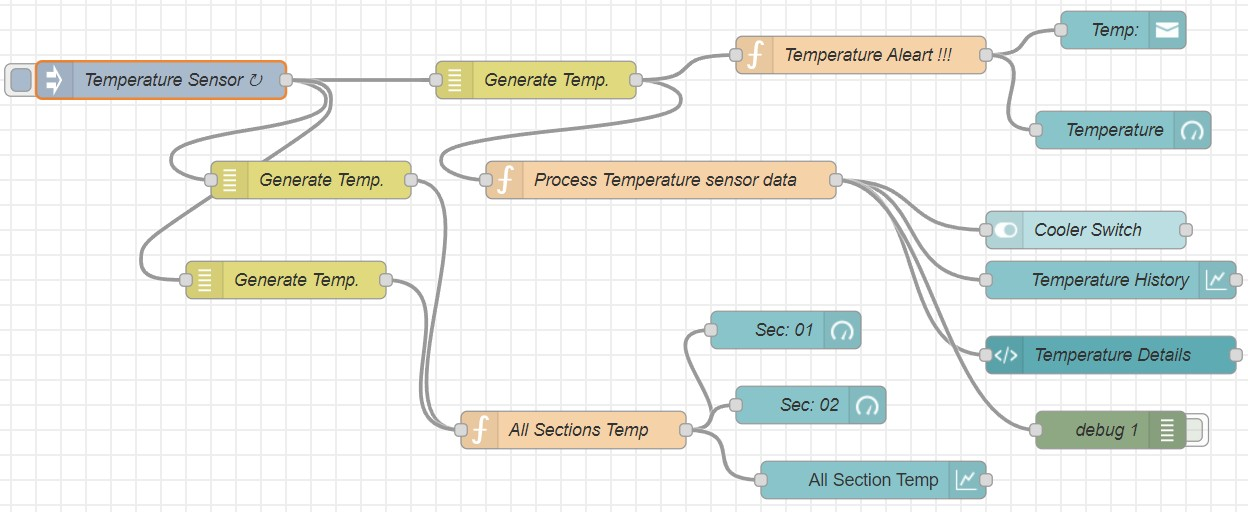 Temp:
Temperature Aleart !!!
Temperature Sensor ↻
Generate Temp.
Temperature
Generate Temp.
Process Temperature sensor data
Cooler Switch
Generate Temp.
Temperature History
Sec: 01
Temperature Details
Sec: 02
All Sections Temp
debug 1
All Section Temp